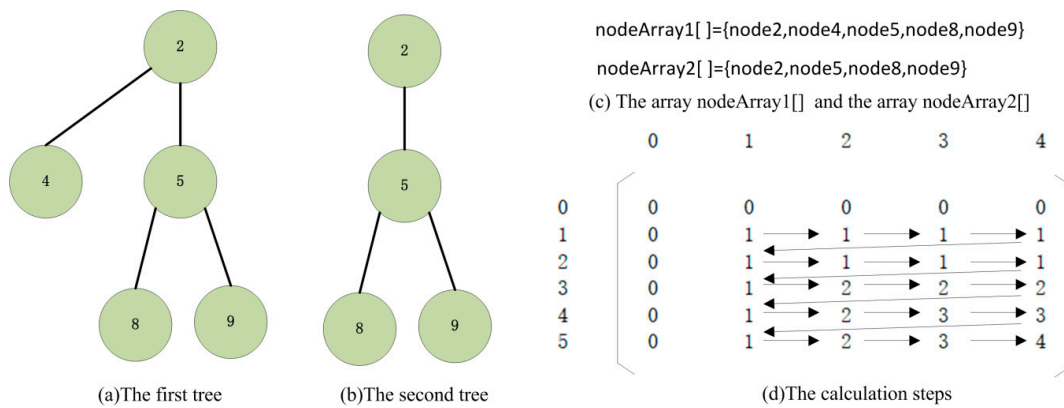 2
4
5
8
9
(a)The first tree
2
5
8
9
(b)The second tree
nodeArray1[ ]={node2,node4,node5,node8,node9}
nodeArray2[ ]={node2,node5,node8,node9}
(c) The array nodeArray1[] and the array nodeArray2[]
0 1 2 3 4
0 0 0 0 0 0
1 0 1 1 1 1
2 0 1 1 1 1
3 0 1 2 2 2
4 0 1 2 3 3
5 0 1 2 3 4
(d)The calculation steps